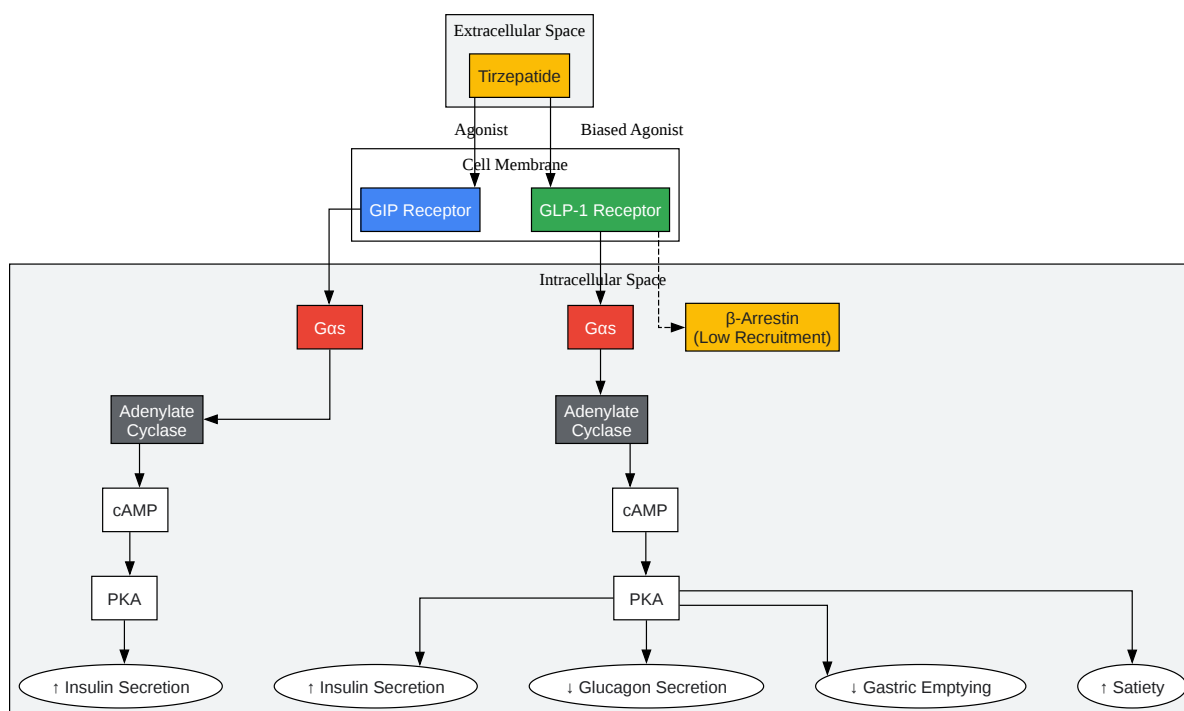 Extracellular Space
Tirzepatide
Agonist
Biased Agonist
Cell Membrane
GIP Receptor
GLP-1 Receptor
Intracellular Space
Gαs
Gαs
β-Arrestin
(Low Recruitment)
Adenylate
Cyclase
Adenylate
Cyclase
cAMP
cAMP
PKA
PKA
↑ Insulin Secretion
↑ Insulin Secretion
↓ Glucagon Secretion
↓ Gastric Emptying
↑ Satiety